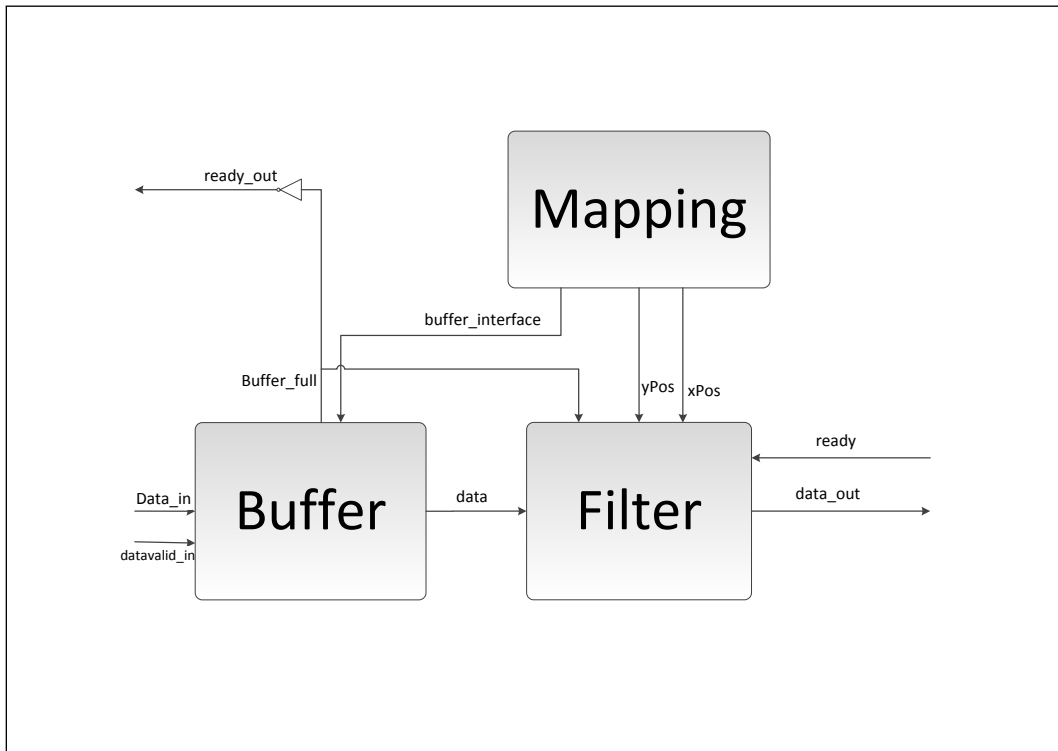 ready_out
Mapping
buffer_interface
Buffer_full
yPos
xPos
ready
Data_in
Buffer
data
Filter
data_out
datavalid_in